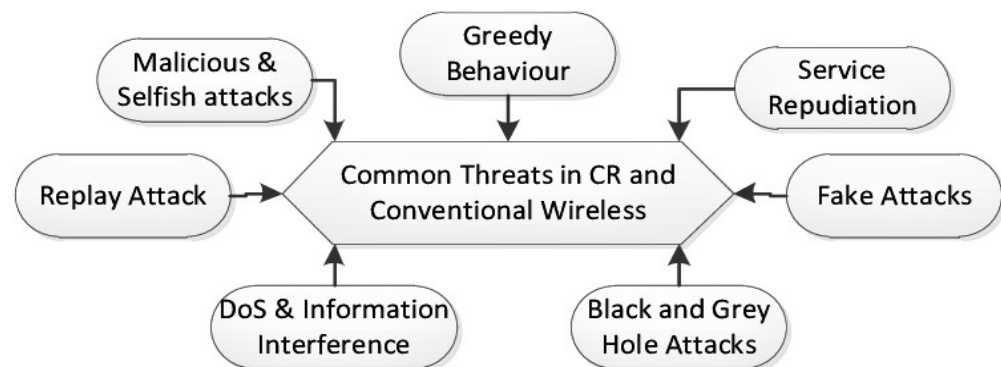 Malicious &
Selfish attacks
Greedy
Behaviour
Service
Repudiation
Replay Attack
Common Threats in CR and
Conventional Wireless
Fake Attacks
DoS & Information
Interference
Black and Grey
Hole Attacks